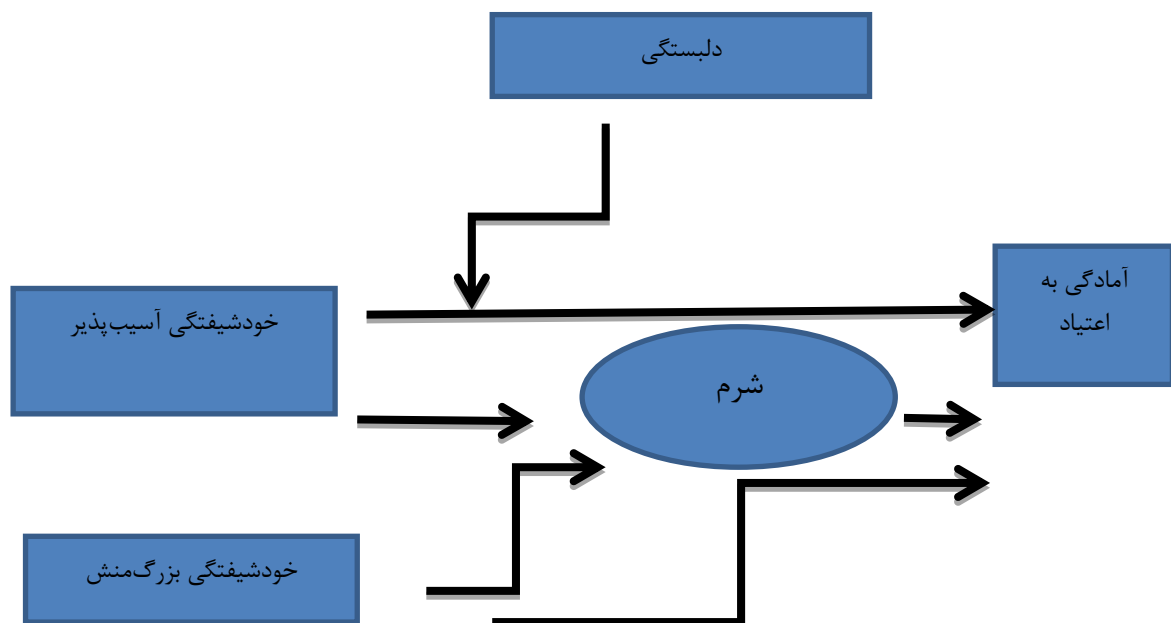 دلبستگی
آمادگی به
اعتیاد
خودشیفتگی آسیب‌پذیر
شرم
خودشیفتگی بزرگ‌منش